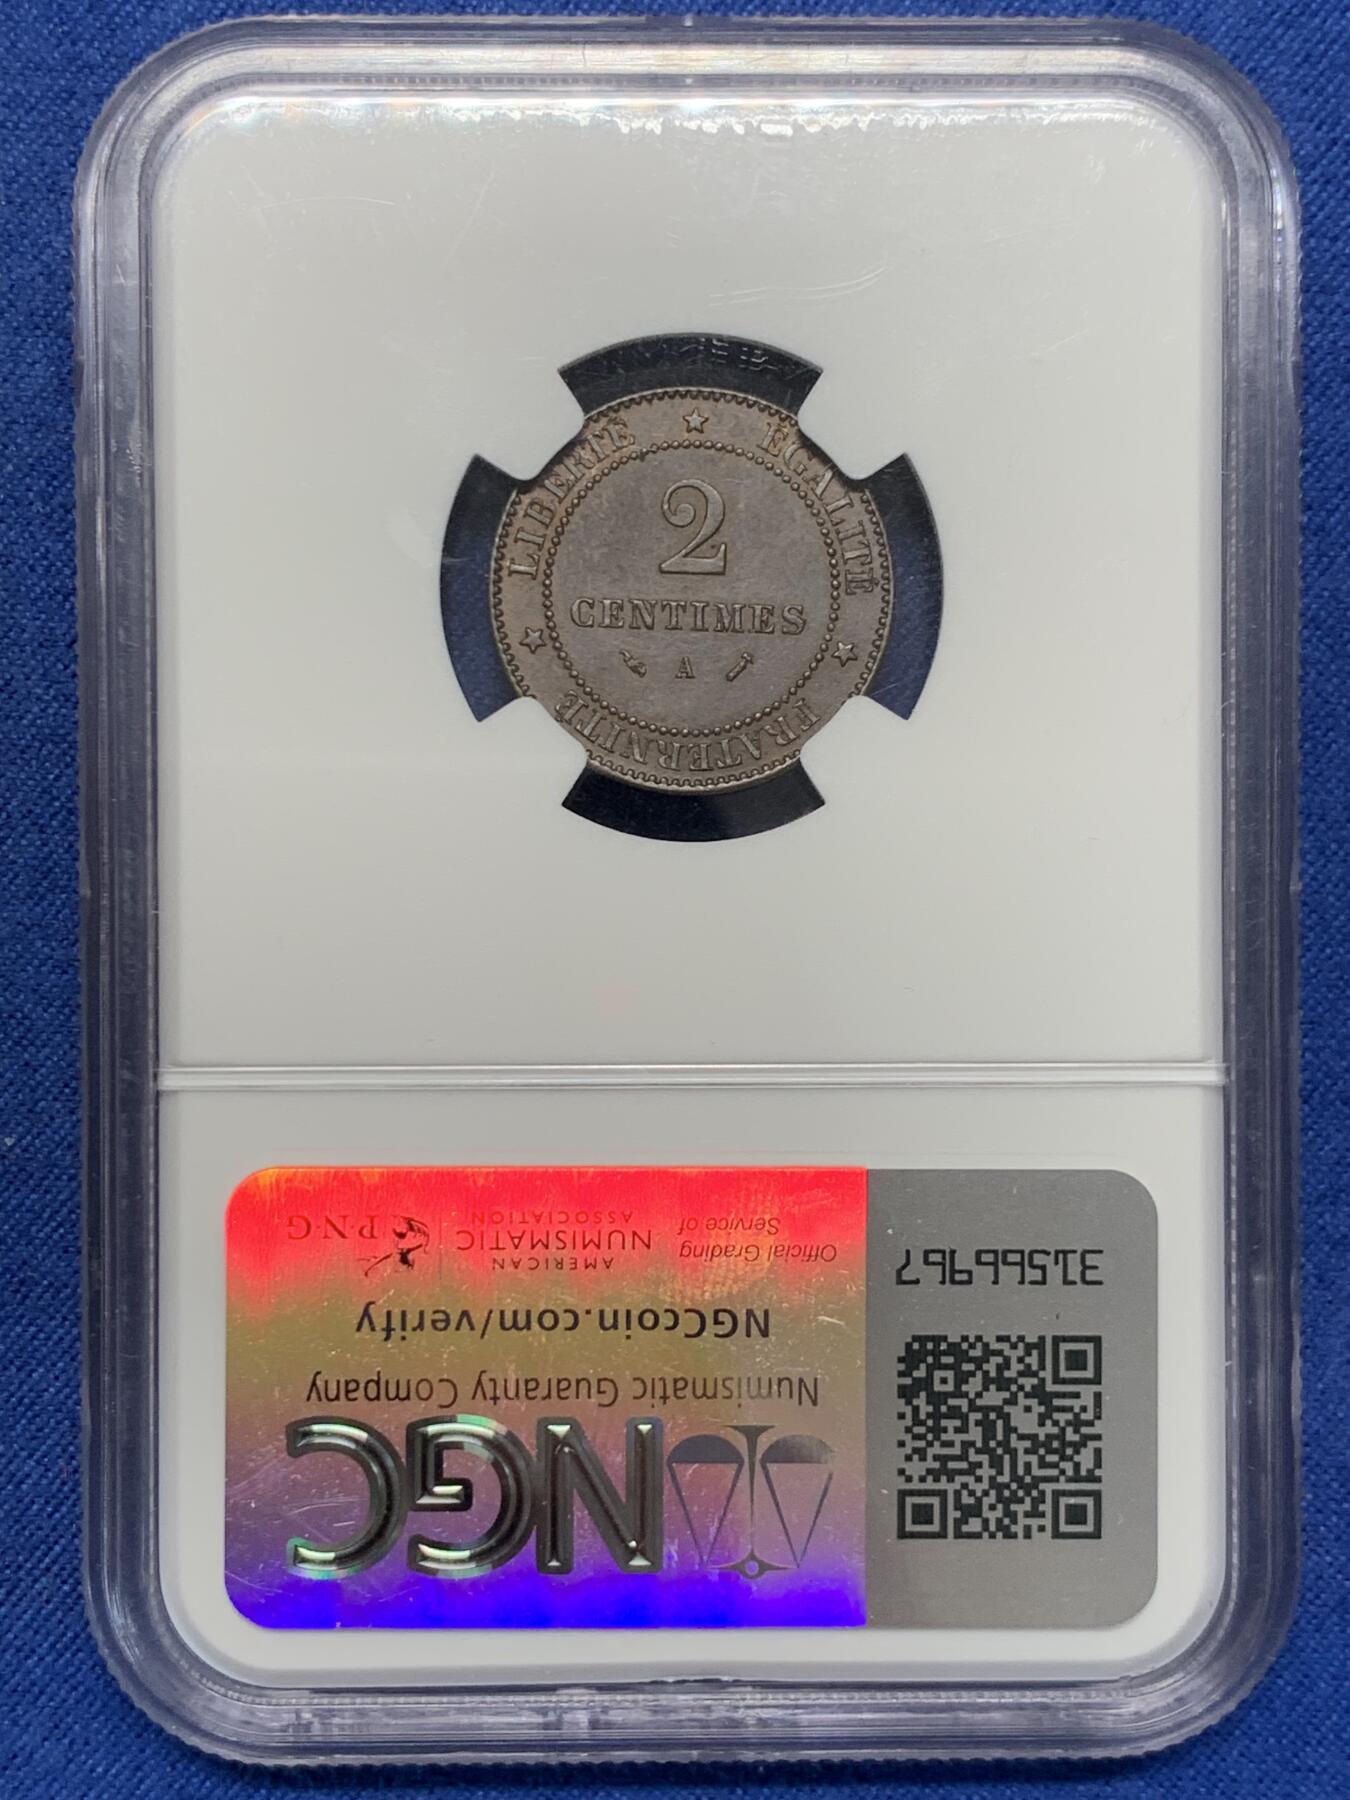 LIBERTÉ ★ ÉGALITÉ ★ FRATERNITÉ ★
2
CENTIMES
A
NGC
Numismatic Guaranty Company
NGCcoin.com/verify
Official Grading
Service of
AMERICAN
NUMISMATIC
ASSOCIATION
P·N·G
31566967